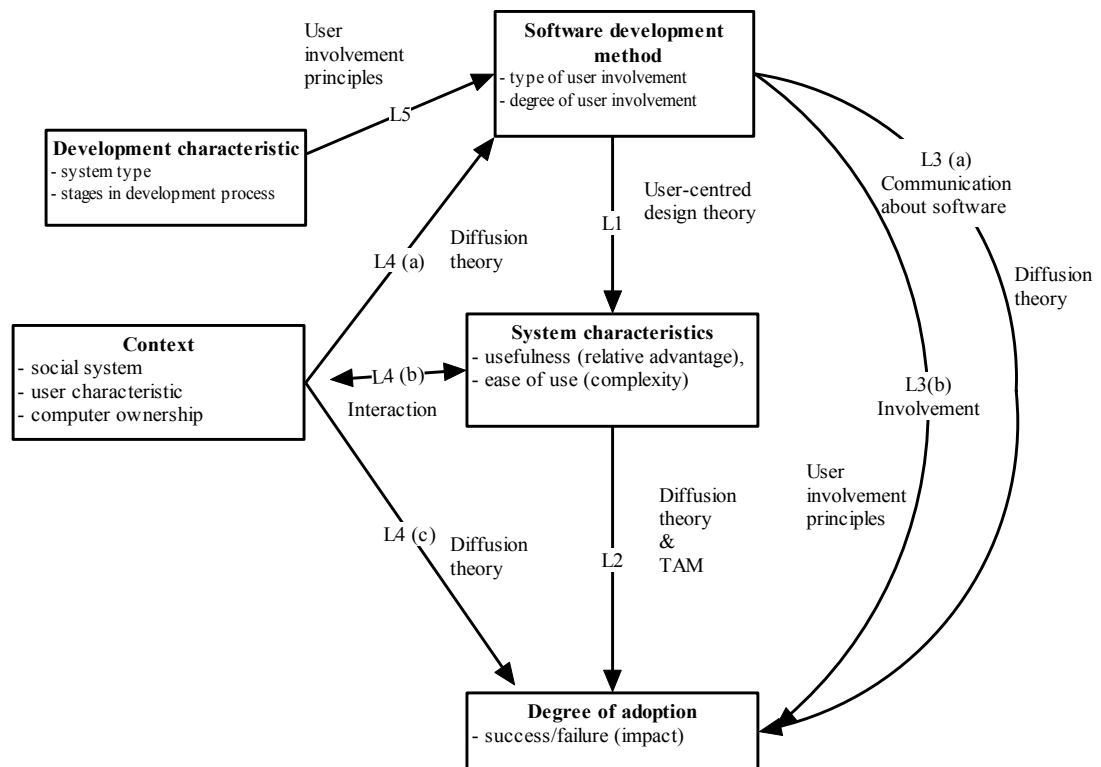 User
involvement
principles
Software development
method
- type of user involvement
- degree of user involvement
L5
Development characteristic
- system type
- stages in development process
L3 (a)
Communication
about software
User-centred
design theory
L1
L4 (a)
Diffusion
theory
Diffusion
theory
Context
- social system
- user characteristic
- computer ownership
System characteristics
- usefulness (relative advantage),
- ease of use (complexity)
L4 (b)
Interaction
L3(b)
Involvement
User
involvement
principles
Diffusion
theory
&
TAM
L4 (c)
Diffusion
theory
L2
Degree of adoption
- success/failure (impact)